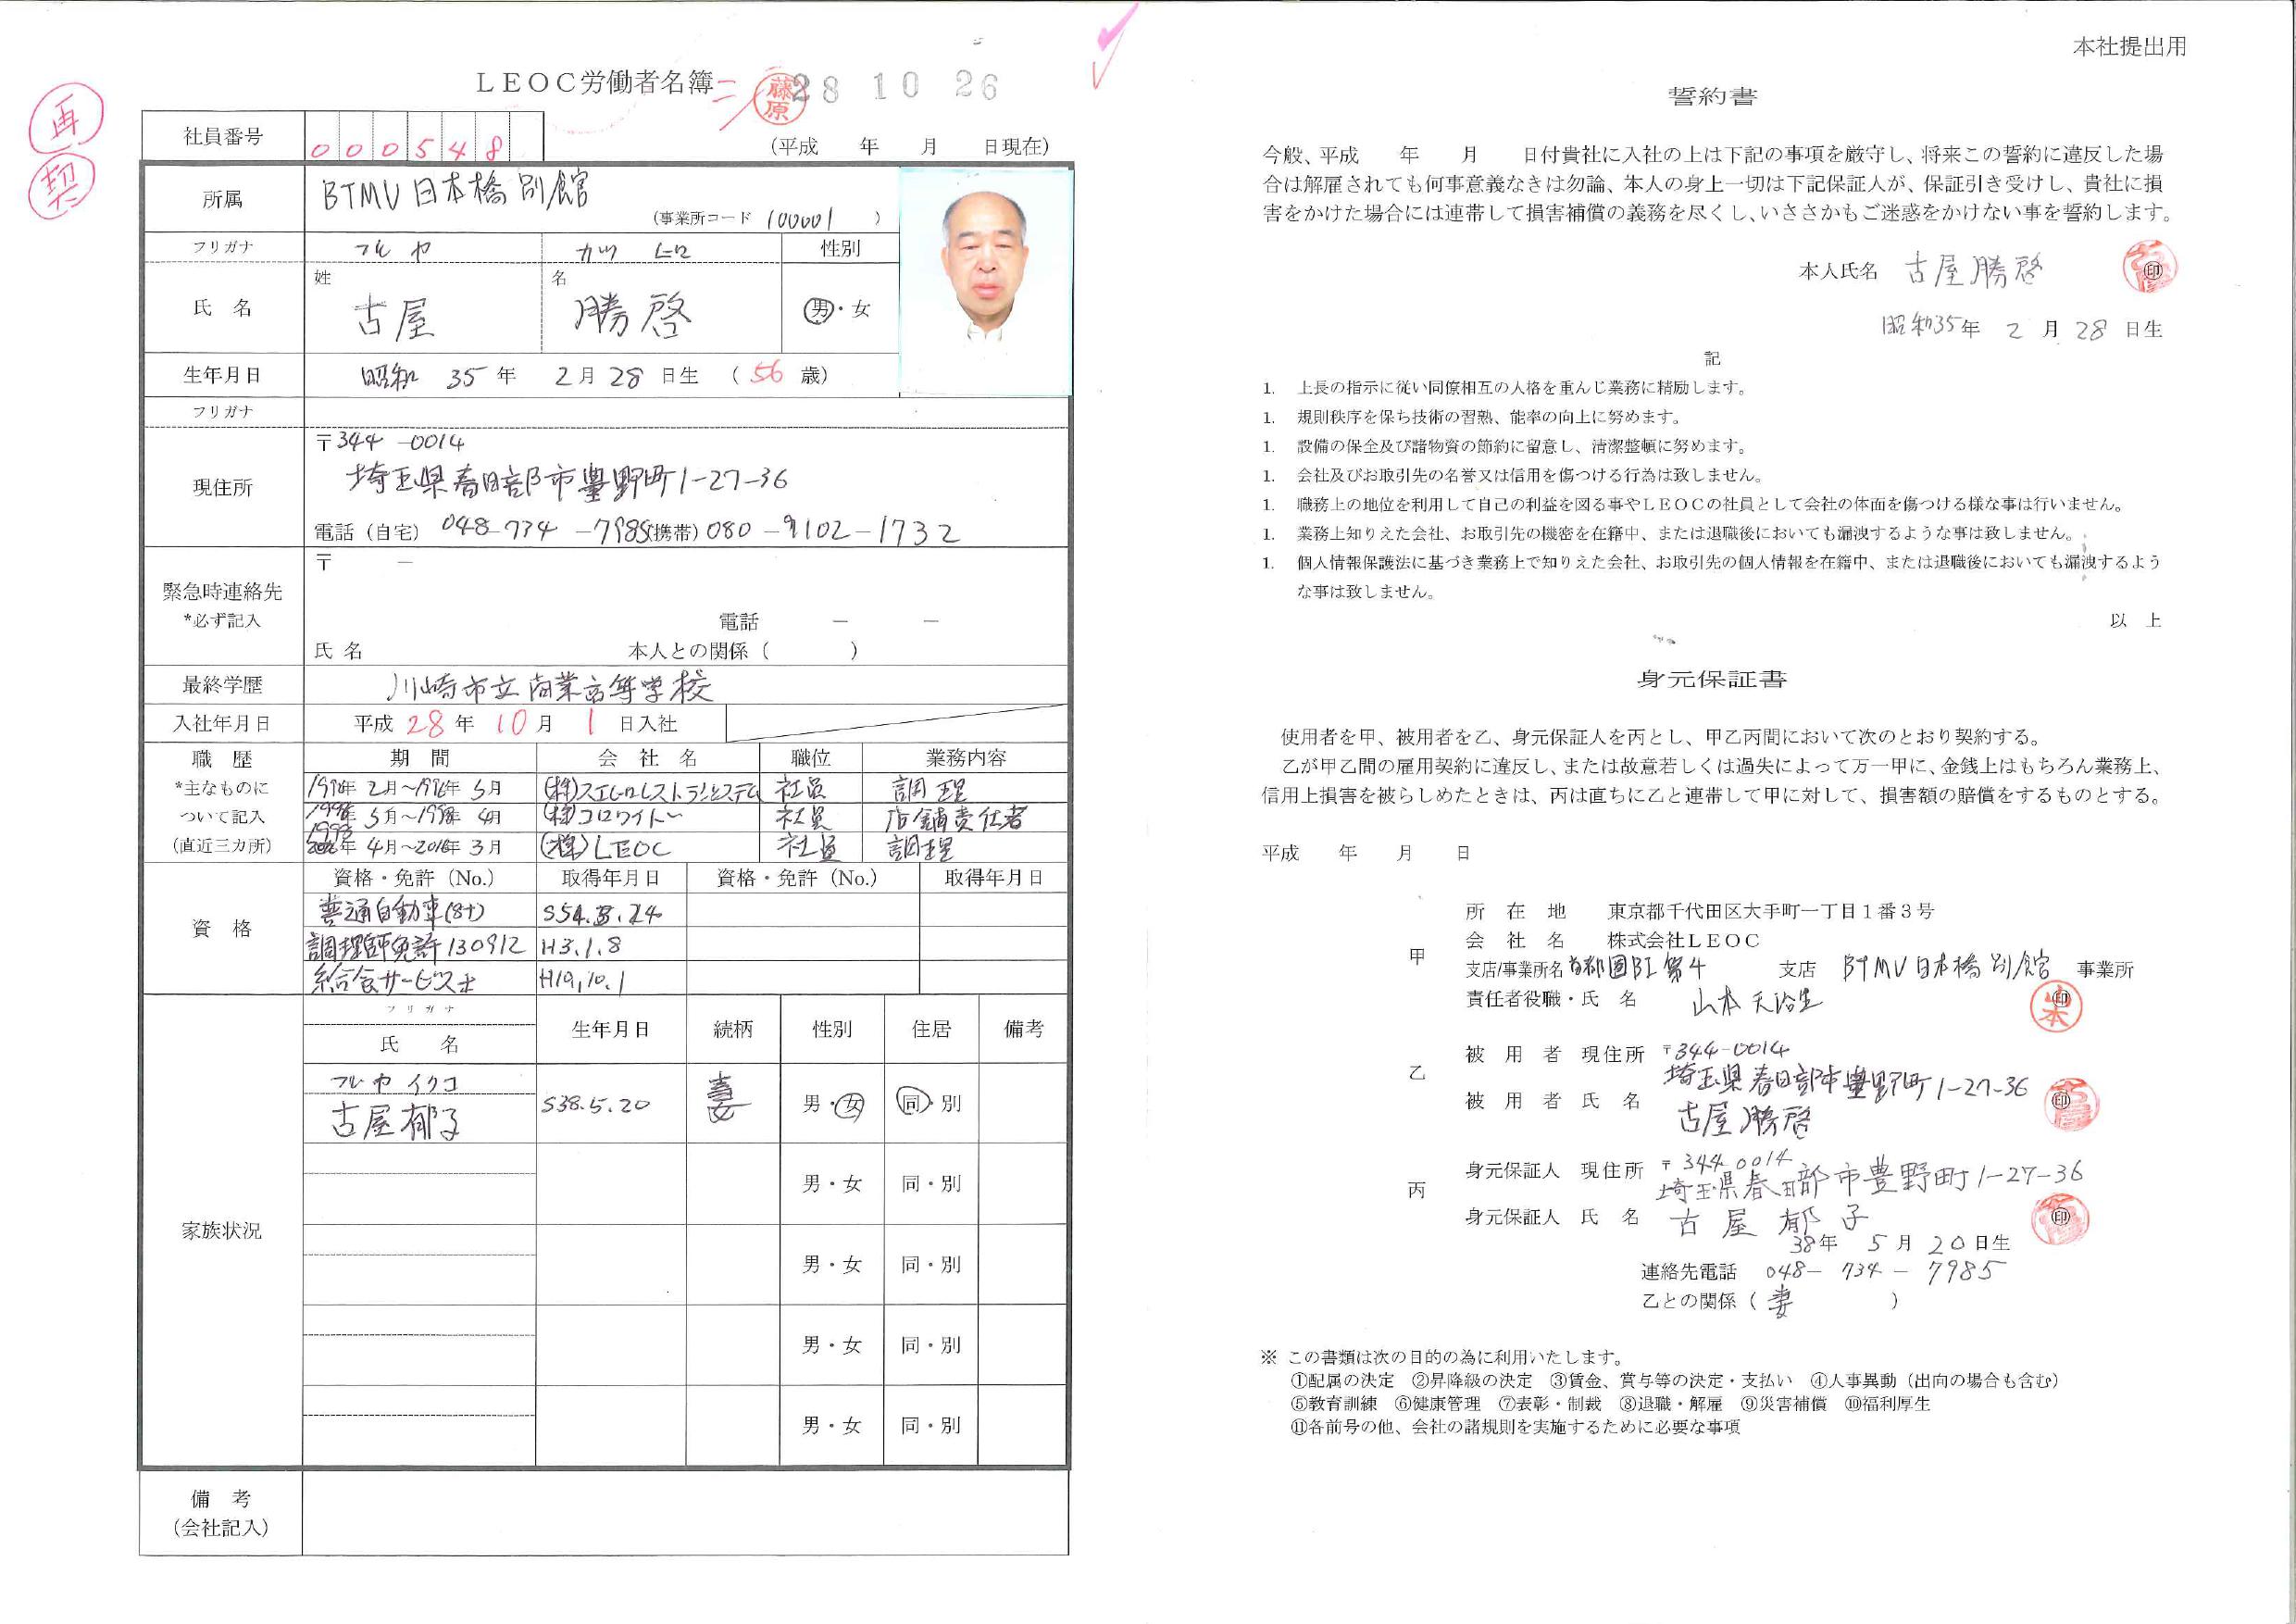 本社提出用
再
契
LEOC労働者名簿
藤原
28 10 26
社員番号 000548
(平成 年 月 日現在)
所属 BTMU日本橋別館
(事業所コード 100001 )
フリガナ フルヤ カツヒロ 性別
氏 名 姓 古屋 名 勝啓 男・女
生年月日 昭和 35年 2月 28日生 (56歳)
フリガナ
現住所 〒344-0014
埼玉県春日部市豊野町1-27-36
電話(自宅) 048-734-7985(携帯)080-9102-1732
緊急時連絡先 〒 -
*必ず記入 電話 - -
氏 名 本人との関係( )
最終学歴 川崎市立商業高等学校
入社年月日 平成 28年 10月 1日入社
職 歴 期 間 会 社 名 職位 業務内容
*主なものに 2月~ 5月 社員 調理
ついて記入 5月~ 4月 (株)コロワイド 社員 店舗責任者
(直近三カ所) 4月~2016年 3月 (株)LEOC 社員 調理
資 格 資格・免許(No.) 取得年月日 資格・免許(No.) 取得年月日
普通自動車(8t) S54. .24
調理師免許130912 H3.1.8
給食サービス士 H19.10.1
家族状況 フリガナ
氏 名 生年月日 続柄 性別 住居 備考
フルヤ イクコ
古屋郁子 S38.5.20 妻 男・女 同・別
男・女 同・別
男・女 同・別
男・女 同・別
男・女 同・別
備 考
(会社記入)
誓約書
今般、平成 年 月 日付貴社に入社の上は下記の事項を厳守し、将来この誓約に違反した場
合は解雇されても何事意義なきは勿論、本人の身上一切は下記保証人が、保証引き受けし、貴社に損
害をかけた場合には連帯して損害補償の義務を尽くし、いささかもご迷惑をかけない事を誓約します。
本人氏名 古屋勝啓 印
昭和35年 2月 28日生
記
1. 上長の指示に従い同僚相互の人格を重んじ業務に精励します。
1. 規則秩序を保ち技術の習熟、能率の向上に努めます。
1. 設備の保全及び諸物資の節約に留意し、清潔整頓に努めます。
1. 会社及びお取引先の名誉又は信用を傷つける行為は致しません。
1. 職務上の地位を利用して自己の利益を図る事やLEOCの社員として会社の体面を傷つける様な事は行いません。
1. 業務上知りえた会社、お取引先の機密を在籍中、または退職後においても漏洩するような事は致しません。
1. 個人情報保護法に基づき業務上で知りえた会社、お取引先の個人情報を在籍中、または退職後においても漏洩するよう
な事は致しません。
以 上
身元保証書
使用者を甲、被用者を乙、身元保証人を丙とし、甲乙丙間において次のとおり契約する。
乙が甲乙間の雇用契約に違反し、または故意若しくは過失によって万一甲に、金銭上はもちろん業務上、
信用上損害を被らしめたときは、丙は直ちに乙と連帯して甲に対して、損害額の賠償をするものとする。
平成 年 月 日
所 在 地 東京都千代田区大手町一丁目1番3号
甲 会 社 名 株式会社LEOC
支店/事業所名 首都圏BI第4 支店 BTMU日本橋別館 事業所
責任者役職・氏 名 山本 印 山本
乙 被 用 者 現住所 〒344-0014
埼玉県春日部市豊野町1-27-36
被 用 者 氏 名 古屋勝啓 印
丙 身元保証人 現住所 〒344 0014
埼玉県春日部市豊野町1-27-36
身元保証人 氏 名 古屋 郁子 印
38年 5月 20日生
連絡先電話 048-734-7985
乙との関係(妻 )
※ この書類は次の目的の為に利用いたします。
①配属の決定 ②昇降級の決定 ③賃金、賞与等の決定・支払い ④人事異動(出向の場合も含む)
⑤教育訓練 ⑥健康管理 ⑦表彰・制裁 ⑧退職・解雇 ⑨災害補償 ⑩福利厚生
⑪各前号の他、会社の諸規則を実施するために必要な事項